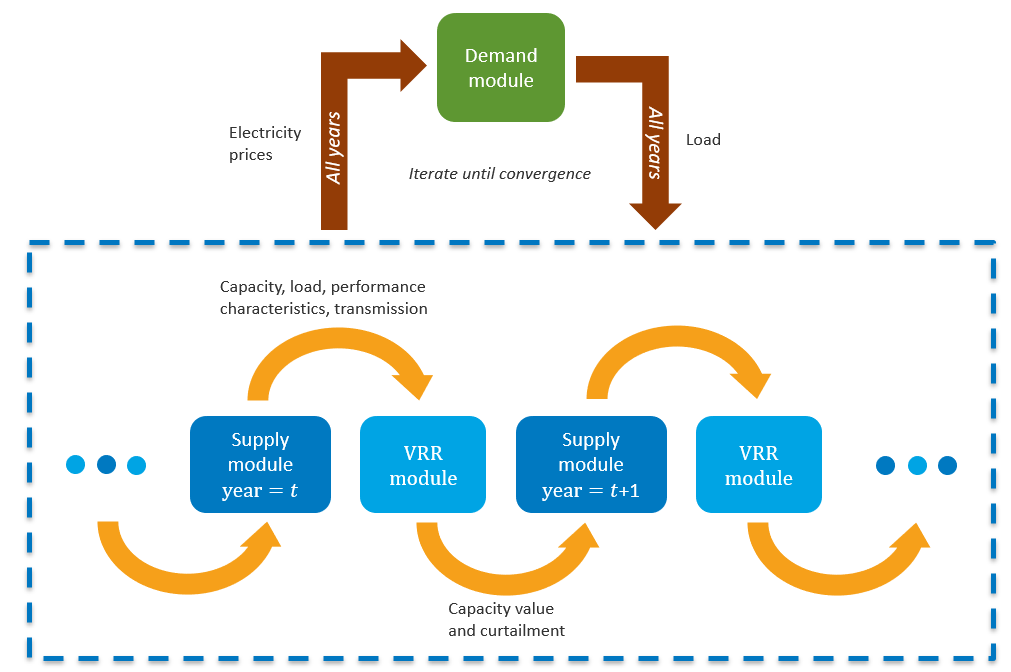 Demand
module
Electricity
prices
All years
All years
Load
Iterate until convergence
Capacity, load, performance
characteristics, transmission
Supply
module
year = t
VRR
module
Supply
module
year = t+1
VRR
module
Capacity value
and curtailment